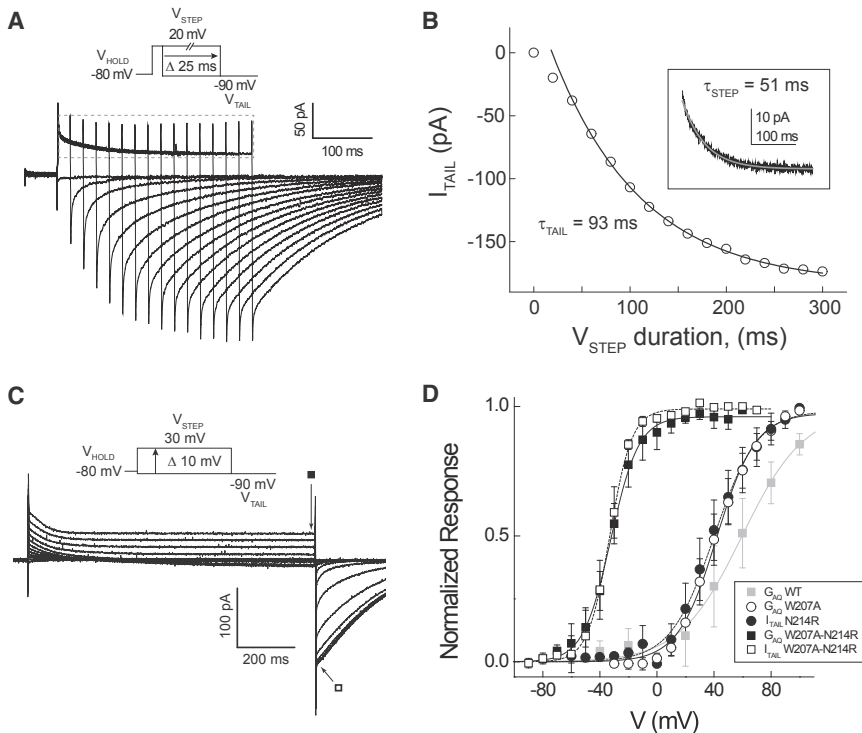 A
V_STEP
20 mV
V_HOLD
-80 mV
Δ 25 ms
-90 mV
V_TAIL
50 pA
100 ms
B
I_TAIL (pA)
0
-50
-100
-150
τ_STEP = 51 ms
10 pA
100 ms
τ_TAIL = 93 ms
0
100
200
300
V_STEP duration, (ms)
C
V_STEP
30 mV
V_HOLD
-80 mV
Δ 10 mV
-90 mV
V_TAIL
100 pA
200 ms
D
Normalized Response
1.0
0.5
0.0
G_AQ WT
G_AQ W207A
I_TAIL N214R
G_AQ W207A-N214R
I_TAIL W207A-N214R
-80
-40
0
40
80
V (mV)